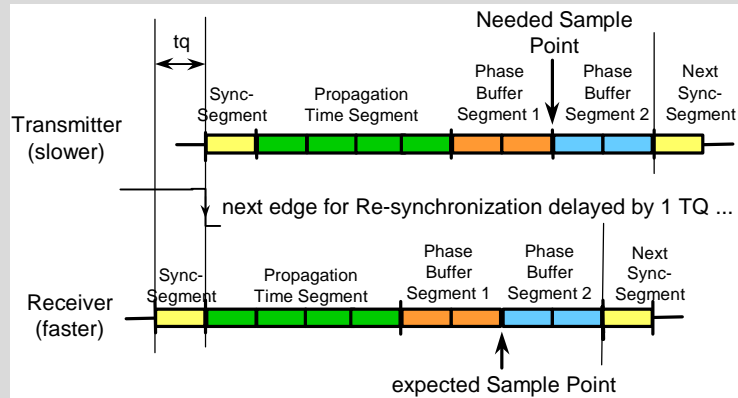 tq
Needed Sample
Point
Sync-
Segment
Propagation
Time Segment
Phase
Buffer
Segment 1
Phase
Buffer
Segment 2
Next
Sync-
Segment
Transmitter
(slower)
next edge for Re-synchronization delayed by 1 TQ ...
Sync-
Segment
Propagation
Time Segment
Phase
Buffer
Segment 1
Phase
Buffer
Segment 2
Next
Sync-
Segment
Receiver
(faster)
expected Sample Point